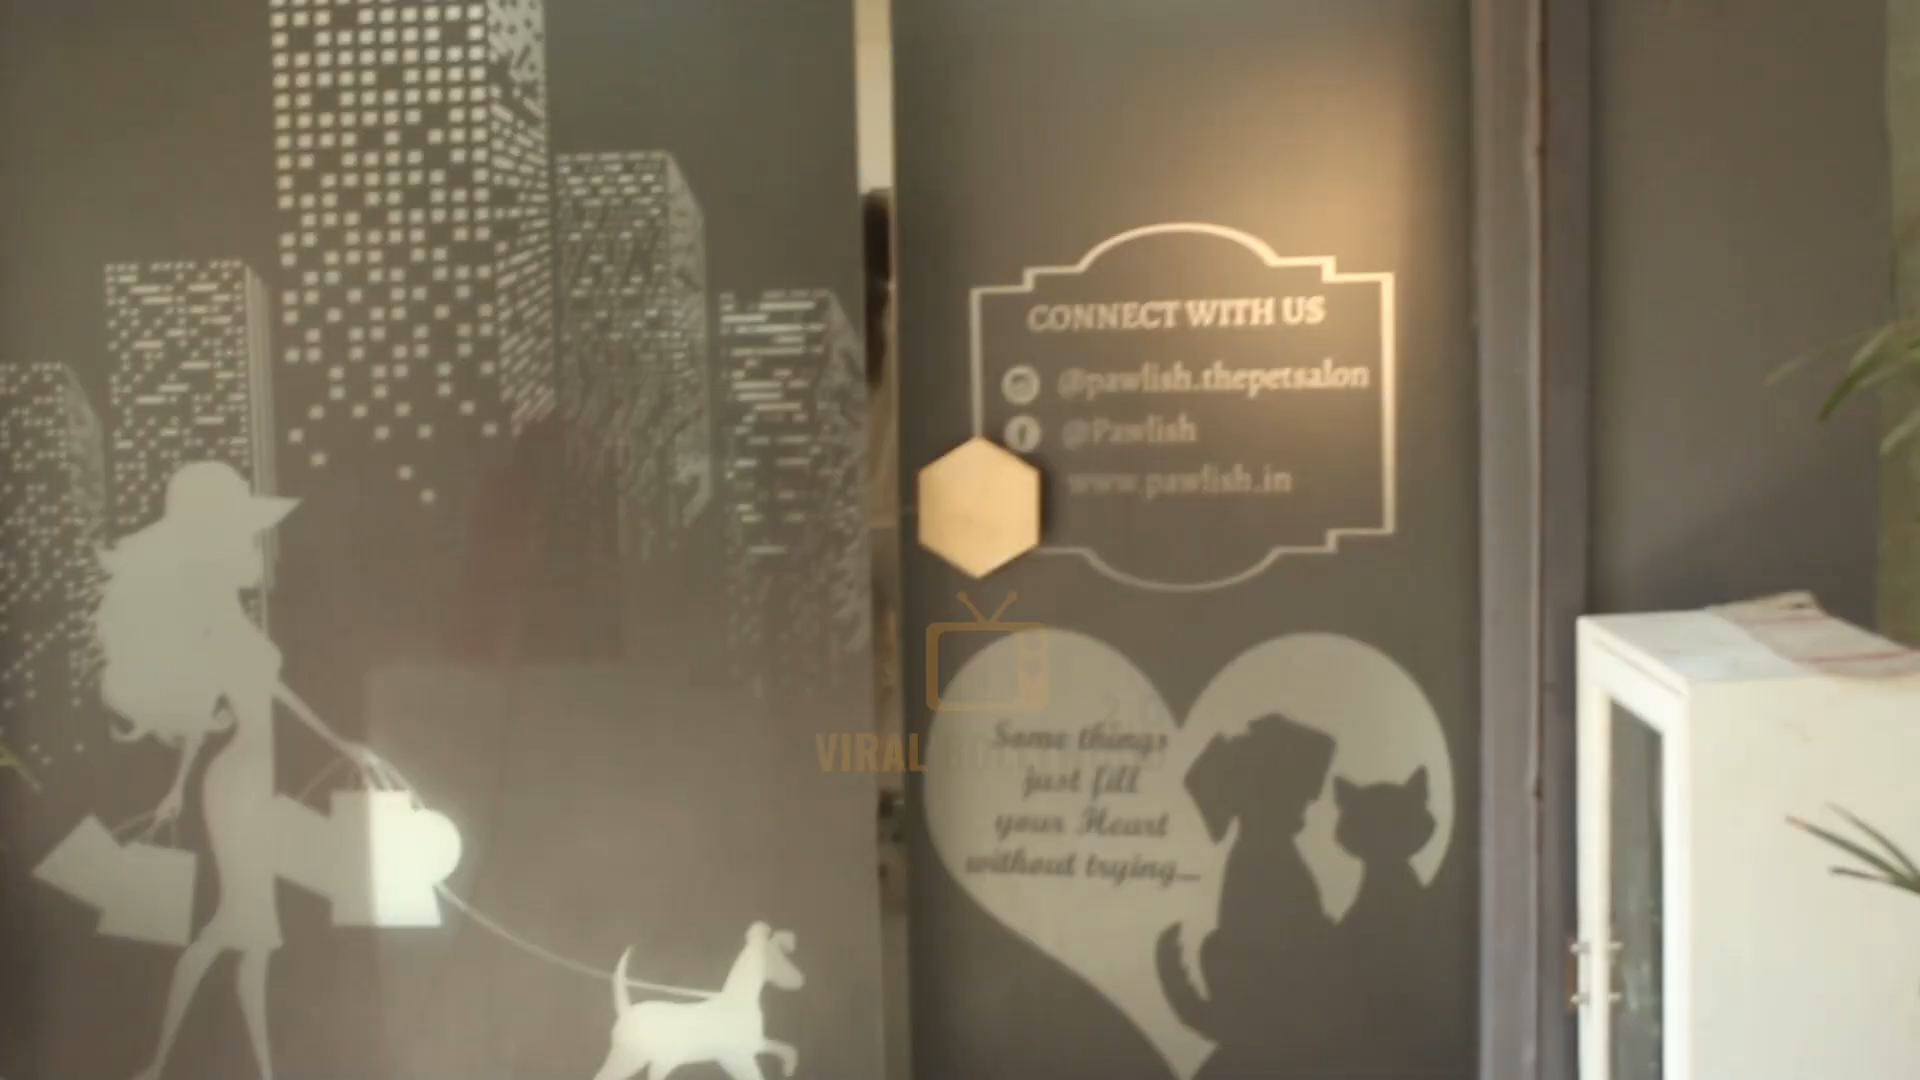 CONNECT WITH US
@pawlish.thepetsalon
@Pawlish
www.pawlish.in
VIRAL
Some things
just fill
your Heart
without trying...